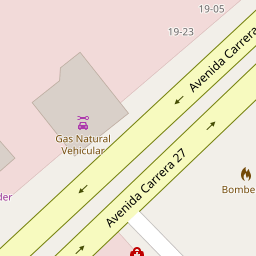 19-05
19-23
Avenida Carrera
Gas Natural
Vehicular
Avenida Carrera 27
Bombe
der